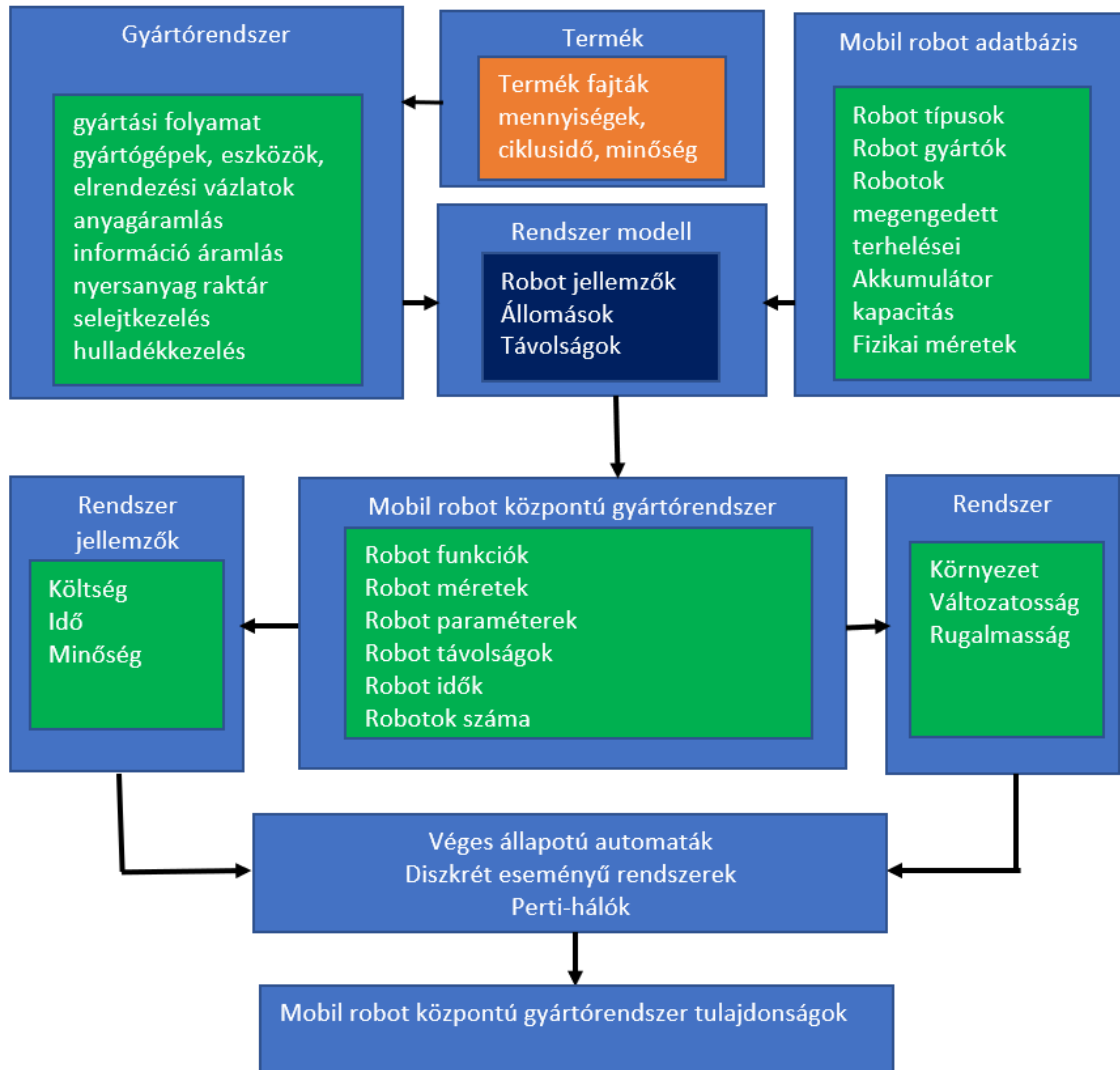 Gyártórendszer
gyártási folyamat
gyártógépek, eszközök,
elrendezési vázlatok
anyagáramlás
információ áramlás
nyersanyag raktár
selejtkezelés
hulladékkezelés
Termék
Termék fajták
mennyiségek,
ciklusidő, minőség
Mobil robot adatbázis
Robot típusok
Robot gyártók
Robotok
megengedett
terhelései
Akkumulátor
kapacitás
Fizikai méretek
Rendszer modell
Robot jellemzők
Állomások
Távolságok
Rendszer
jellemzők
Költség
Idő
Minőség
Mobil robot központú gyártórendszer
Robot funkciók
Robot méretek
Robot paraméterek
Robot távolságok
Robot idők
Robotok száma
Rendszer
Környezet
Változatosság
Rugalmasság
Véges állapotú automaták
Diszkrét eseményű rendszerek
Perti-hálók
Mobil robot központú gyártórendszer tulajdonságok